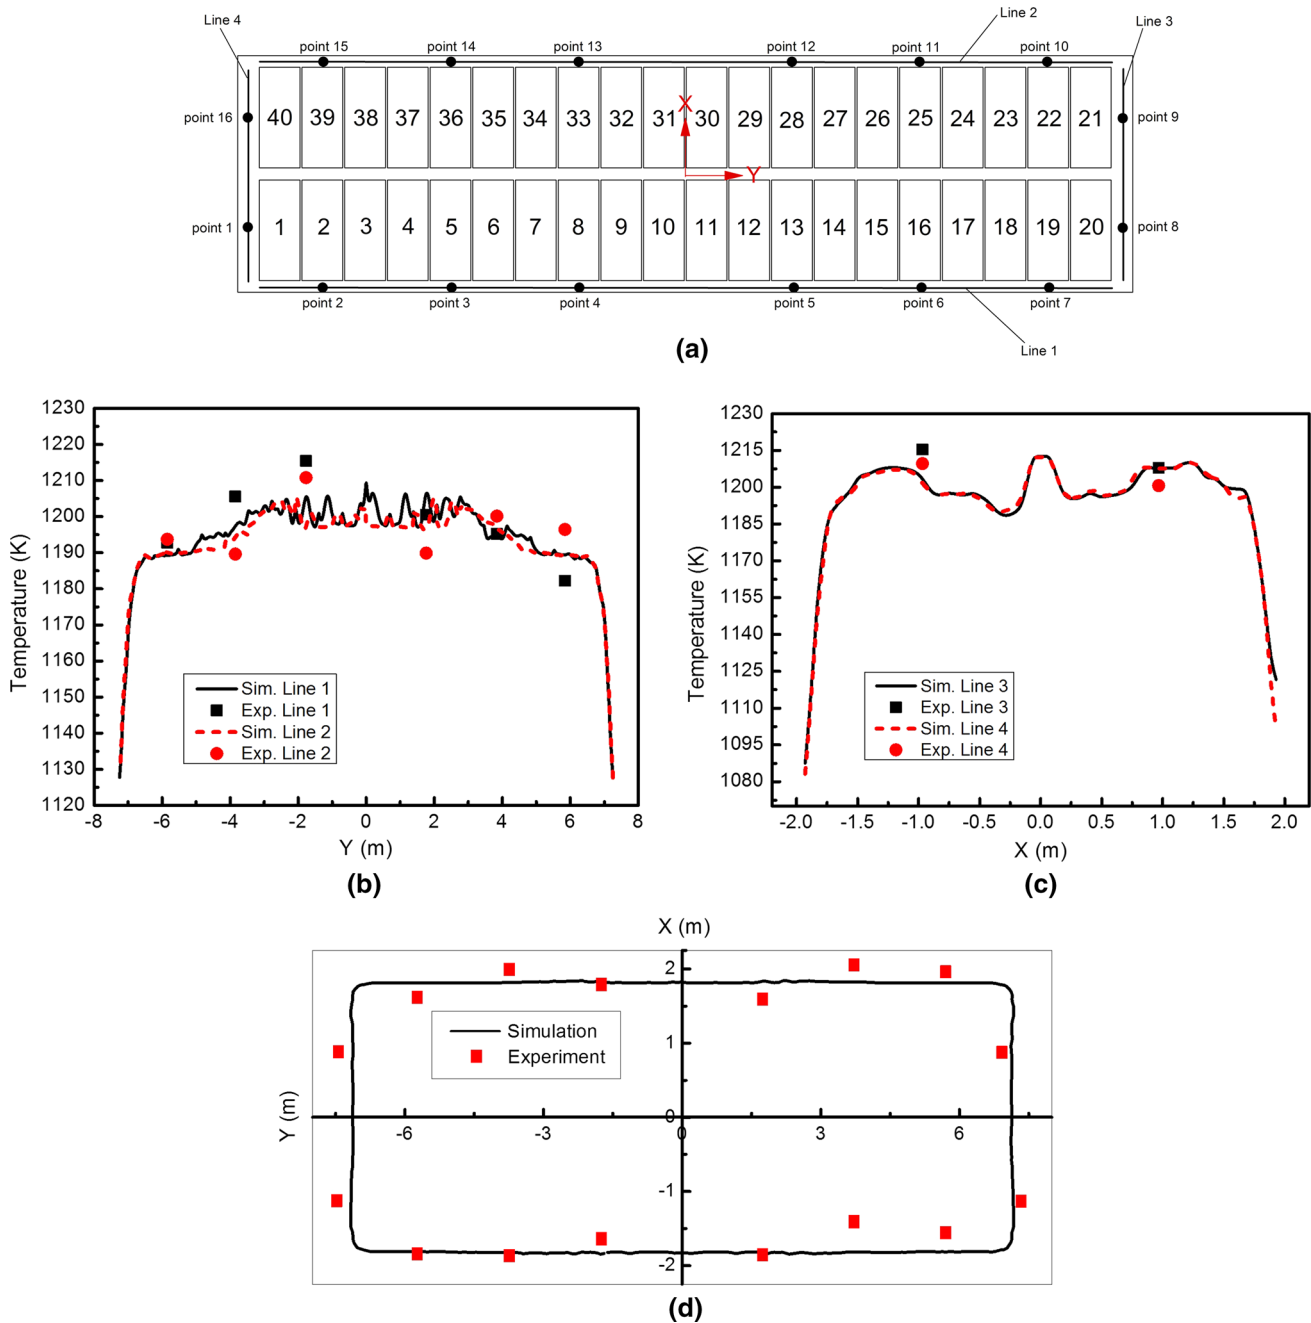 Line 4
Line 2
Line 3
point 15
point 14
point 13
point 12
point 11
point 10
point 16
40 39 38 37 36 35 34 33 32 31 30 29 28 27 26 25 24 23 22 21
point 9
X
Y
point 1
1 2 3 4 5 6 7 8 9 10 11 12 13 14 15 16 17 18 19 20
point 8
point 2
point 3
point 4
point 5
point 6
point 7
Line 1
(a)
Temperature (K)
1230
1220
1210
1200
1190
1180
1170
1160
1150
1140
1130
1120
Sim. Line 1
Exp. Line 1
Sim. Line 2
Exp. Line 2
-8 -6 -4 -2 0 2 4 6 8
Y (m)
(b)
Temperature (K)
1230
1215
1200
1185
1170
1155
1140
1125
1110
1095
1080
Sim. Line 3
Exp. Line 3
Sim. Line 4
Exp. Line 4
-2.0 -1.5 -1.0 -0.5 0.0 0.5 1.0 1.5 2.0
X (m)
(c)
X (m)
2
Simulation
Experiment
1
Y (m)
0
-6 -3 0 3 6
-1
-2
(d)